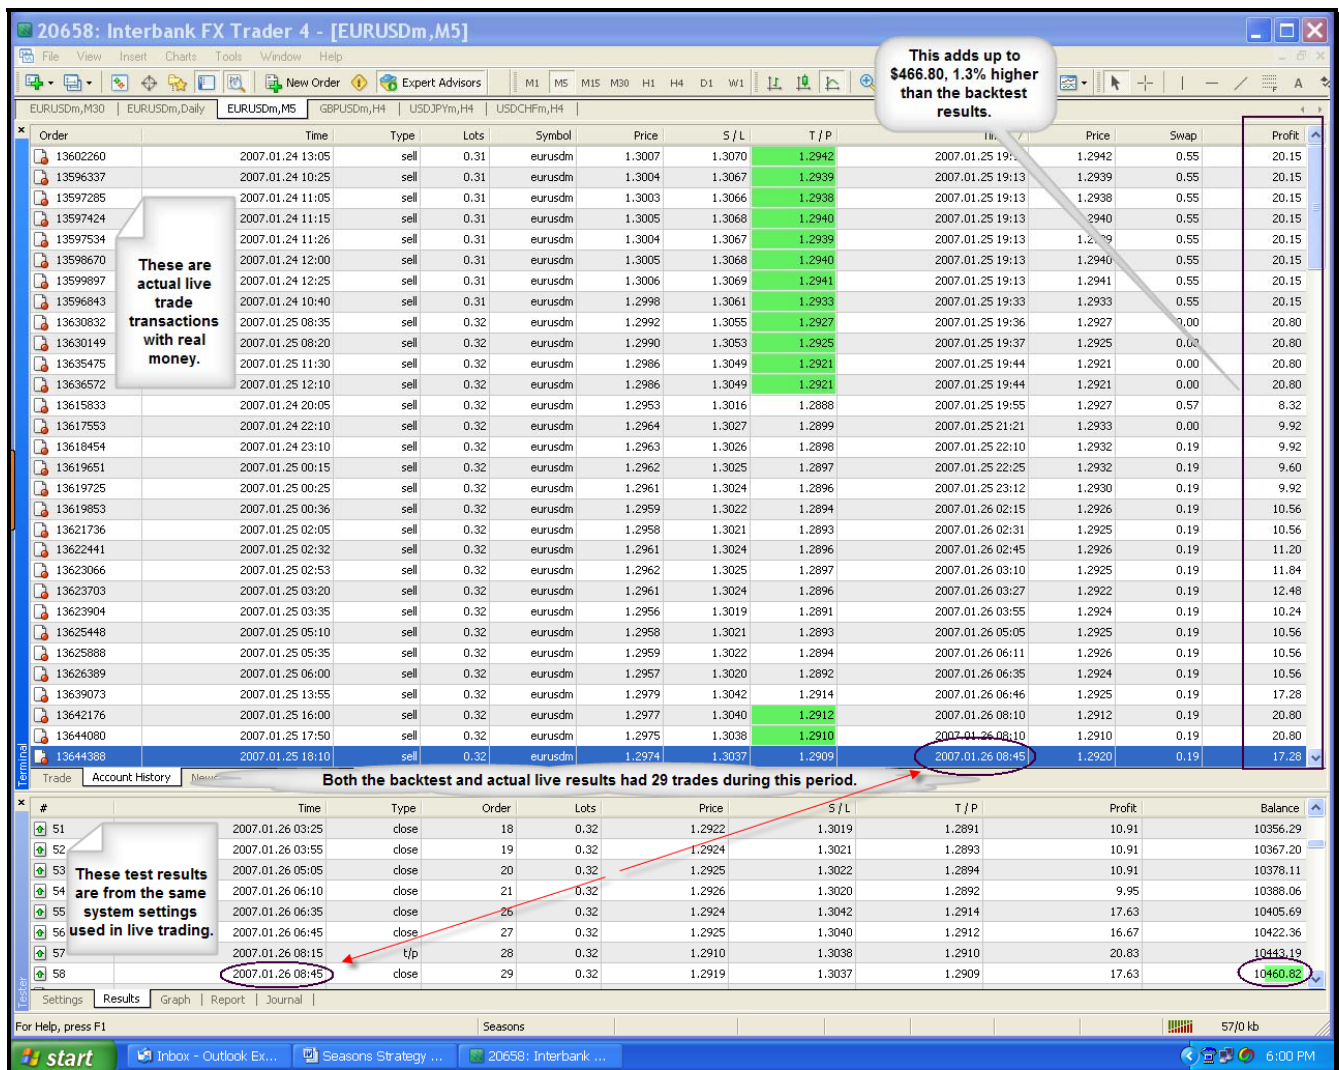 20658: Interbank FX Trader 4 - [EURUSDm,M5]
File View Insert Charts Tools Window Help
New Order Expert Advisors M1 M5 M15 M30 H1 H4 D1 W1 A
EURUSDm,M30 | EURUSDm,Daily EURUSDm,M5 GBPUSDm,H4 | USDJPYm,H4 | USDCHFm,H4 |
This adds up to
$466.80, 1.3% higher
than the backtest
results.
Order Time Type Lots Symbol Price S / L T / P Price Swap Profit
13602260 2007.01.24 13:05 sell 0.31 eurusdm 1.3007 1.3070 1.2942 2007.01.25 19: 1.2942 0.55 20.15
13596337 2007.01.24 10:25 sell 0.31 eurusdm 1.3004 1.3067 1.2939 2007.01.25 19:13 1.2939 0.55 20.15
13597285 2007.01.24 11:05 sell 0.31 eurusdm 1.3003 1.3066 1.2938 2007.01.25 19:13 1.2938 0.55 20.15
13597424 2007.01.24 11:15 sell 0.31 eurusdm 1.3005 1.3068 1.2940 2007.01.25 19:13 2940 0.55 20.15
13597534 2007.01.24 11:26 sell 0.31 eurusdm 1.3004 1.3067 1.2939 2007.01.25 19:13 0.55 20.15
13598670 2007.01.24 12:00 sell 0.31 eurusdm 1.3005 1.3068 1.2940 2007.01.25 19:13 1.2940 0.55 20.15
13599897 2007.01.24 12:25 sell 0.31 eurusdm 1.3006 1.3069 1.2941 2007.01.25 19:13 1.2941 0.55 20.15
13596843 2007.01.24 10:40 sell 0.31 eurusdm 1.2998 1.3061 1.2933 2007.01.25 19:33 1.2933 0.55 20.15
13630832 2007.01.25 08:35 sell 0.32 eurusdm 1.2992 1.3055 1.2927 2007.01.25 19:36 1.2927 0.00 20.80
13630149 2007.01.25 08:20 sell 0.32 eurusdm 1.2990 1.3053 1.2925 2007.01.25 19:37 1.2925 0.00 20.80
13635475 2007.01.25 11:30 sell 0.32 eurusdm 1.2986 1.3049 1.2921 2007.01.25 19:44 1.2921 0.00 20.80
13636572 2007.01.25 12:10 sell 0.32 eurusdm 1.2986 1.3049 1.2921 2007.01.25 19:44 1.2921 0.00 20.80
13615833 2007.01.24 20:05 sell 0.32 eurusdm 1.2953 1.3016 1.2888 2007.01.25 19:55 1.2927 0.57 8.32
13617553 2007.01.24 22:10 sell 0.32 eurusdm 1.2964 1.3027 1.2899 2007.01.25 21:21 1.2933 0.00 9.92
13618454 2007.01.24 23:10 sell 0.32 eurusdm 1.2963 1.3026 1.2898 2007.01.25 22:10 1.2932 0.19 9.92
13619651 2007.01.25 00:15 sell 0.32 eurusdm 1.2962 1.3025 1.2897 2007.01.25 22:25 1.2932 0.19 9.60
13619725 2007.01.25 00:25 sell 0.32 eurusdm 1.2961 1.3024 1.2896 2007.01.25 23:12 1.2930 0.19 9.92
13619853 2007.01.25 00:36 sell 0.32 eurusdm 1.2959 1.3022 1.2894 2007.01.26 02:15 1.2926 0.19 10.56
13621736 2007.01.25 02:05 sell 0.32 eurusdm 1.2958 1.3021 1.2893 2007.01.26 02:31 1.2925 0.19 10.56
13622441 2007.01.25 02:32 sell 0.32 eurusdm 1.2961 1.3024 1.2896 2007.01.26 02:45 1.2926 0.19 11.20
13623066 2007.01.25 02:53 sell 0.32 eurusdm 1.2962 1.3025 1.2897 2007.01.26 03:10 1.2925 0.19 11.84
13623703 2007.01.25 03:20 sell 0.32 eurusdm 1.2961 1.3024 1.2896 2007.01.26 03:27 1.2922 0.19 12.48
13623904 2007.01.25 03:35 sell 0.32 eurusdm 1.2956 1.3019 1.2891 2007.01.26 03:55 1.2924 0.19 10.24
13625448 2007.01.25 05:10 sell 0.32 eurusdm 1.2958 1.3021 1.2893 2007.01.26 05:05 1.2925 0.19 10.56
13625888 2007.01.25 05:35 sell 0.32 eurusdm 1.2959 1.3022 1.2894 2007.01.26 06:11 1.2926 0.19 10.56
13626389 2007.01.25 06:00 sell 0.32 eurusdm 1.2957 1.3020 1.2892 2007.01.26 06:35 1.2924 0.19 10.56
13639073 2007.01.25 13:55 sell 0.32 eurusdm 1.2979 1.3042 1.2914 2007.01.26 06:46 1.2925 0.19 17.28
13642176 2007.01.25 16:00 sell 0.32 eurusdm 1.2977 1.3040 1.2912 2007.01.26 08:10 1.2912 0.19 20.80
13644080 2007.01.25 17:50 sell 0.32 eurusdm 1.2975 1.3038 1.2910 2007.01.26 08:10 1.2910 0.19 20.80
13644388 2007.01.25 18:10 sell 0.32 eurusdm 1.2974 1.3037 1.2909 2007.01.26 08:45 1.2920 0.19 17.28
These are
actual live
trade
transactions
with real
money.
Terminal
Trade Account History News
Both the backtest and actual live results had 29 trades during this period.
# Time Type Order Lots Price S / L T / P Profit Balance
51 2007.01.26 03:25 close 18 0.32 1.2922 1.3019 1.2891 10.91 10356.29
52 2007.01.26 03:55 close 19 0.32 1.2924 1.3021 1.2893 10.91 10367.20
53 2007.01.26 05:05 close 20 0.32 1.2925 1.3022 1.2894 10.91 10378.11
54 2007.01.26 06:10 close 21 0.32 1.2926 1.3020 1.2892 9.95 10388.06
55 2007.01.26 06:35 close 26 0.32 1.2924 1.3042 1.2914 17.63 10405.69
56 2007.01.26 06:45 close 27 0.32 1.2925 1.3040 1.2912 16.67 10422.36
57 2007.01.26 08:15 t/p 28 0.32 1.2910 1.3038 1.2910 20.83 10443.19
58 2007.01.26 08:45 close 29 0.32 1.2919 1.3037 1.2909 17.63 10460.82
These test results
are from the same
system settings
used in live trading.
Tester
Settings Results Graph | Report | Journal |
For Help, press F1 Seasons 57/0 kb
start Inbox - Outlook Ex... Seasons Strategy ... 20658: Interbank ... 6:00 PM